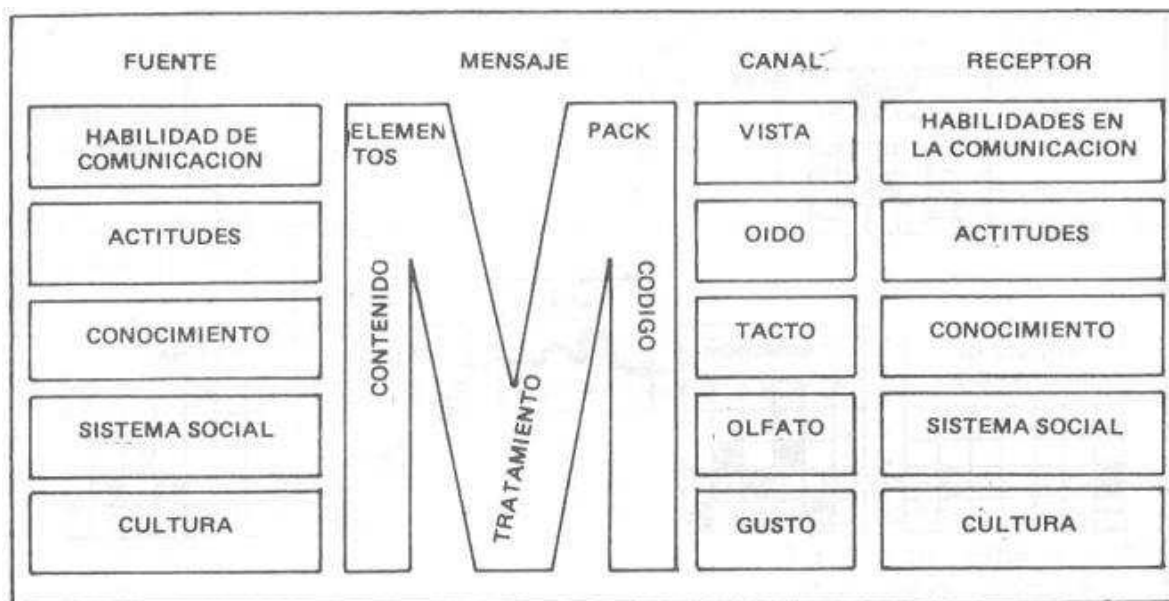 FUENTE
MENSAJE
CANAL
RECEPTOR
HABILIDAD DE
COMUNICACION
ACTITUDES
CONOCIMIENTO
SISTEMA SOCIAL
CULTURA
ELEMEN
TOS
PACK
CONTENIDO
TRATAMIENTO
CODIGO
VISTA
OIDO
TACTO
OLFATO
GUSTO
HABILIDADES EN
LA COMUNICACION
ACTITUDES
CONOCIMIENTO
SISTEMA SOCIAL
CULTURA